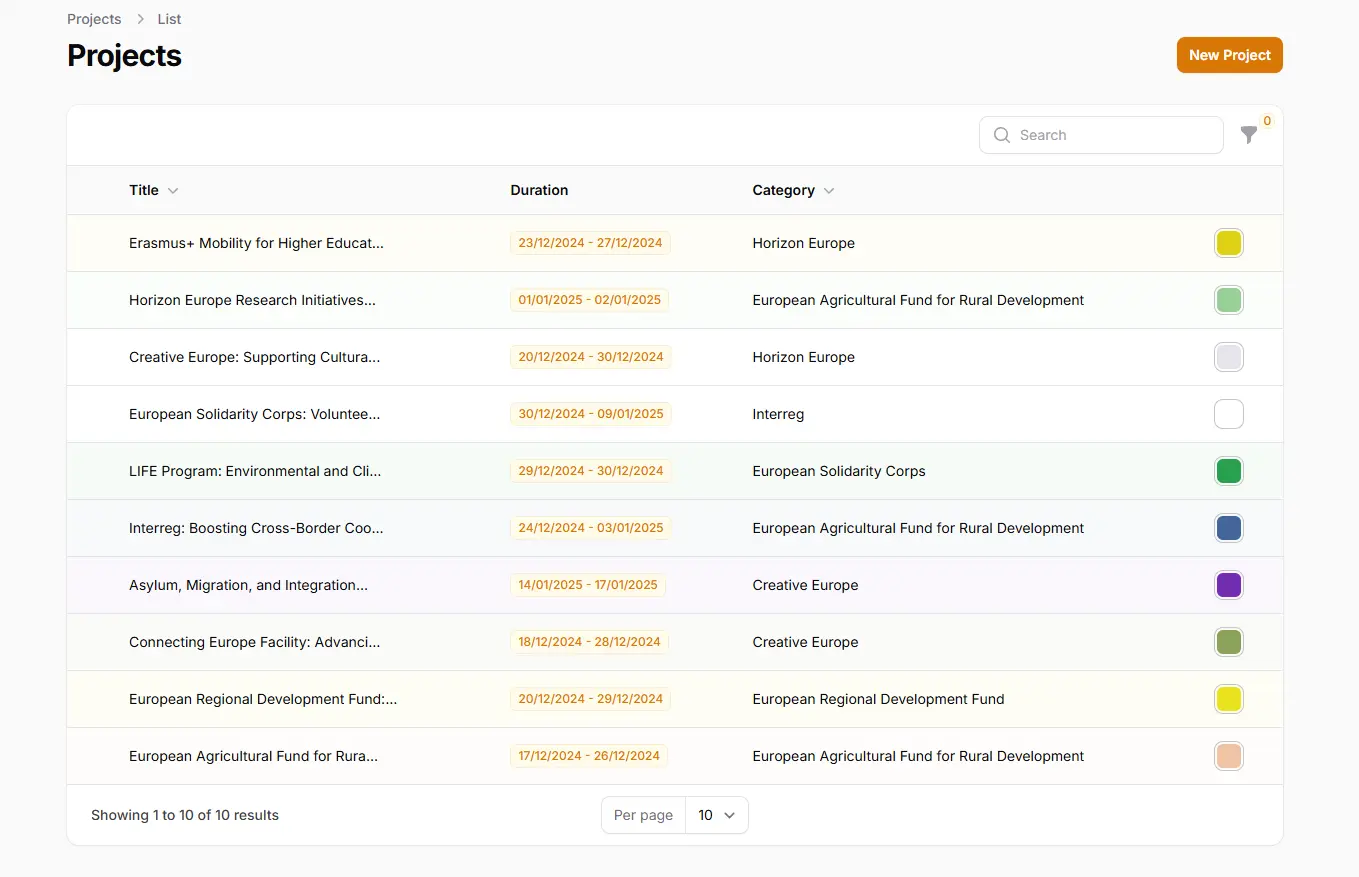 Projects > List
Projects
New Project
Search
0
Title Duration Category
Erasmus+ Mobility for Higher Educat... 23/12/2024 - 27/12/2024 Horizon Europe
Horizon Europe Research Initiatives... 01/01/2025 - 02/01/2025 European Agricultural Fund for Rural Development
Creative Europe: Supporting Cultura... 20/12/2024 - 30/12/2024 Horizon Europe
European Solidarity Corps: Voluntee... 30/12/2024 - 09/01/2025 Interreg
LIFE Program: Environmental and Cli... 29/12/2024 - 30/12/2024 European Solidarity Corps
Interreg: Boosting Cross-Border Coo... 24/12/2024 - 03/01/2025 European Agricultural Fund for Rural Development
Asylum, Migration, and Integration... 14/01/2025 - 17/01/2025 Creative Europe
Connecting Europe Facility: Advanci... 18/12/2024 - 28/12/2024 Creative Europe
European Regional Development Fund:... 20/12/2024 - 29/12/2024 European Regional Development Fund
European Agricultural Fund for Rura... 17/12/2024 - 26/12/2024 European Agricultural Fund for Rural Development
Showing 1 to 10 of 10 results Per page 10